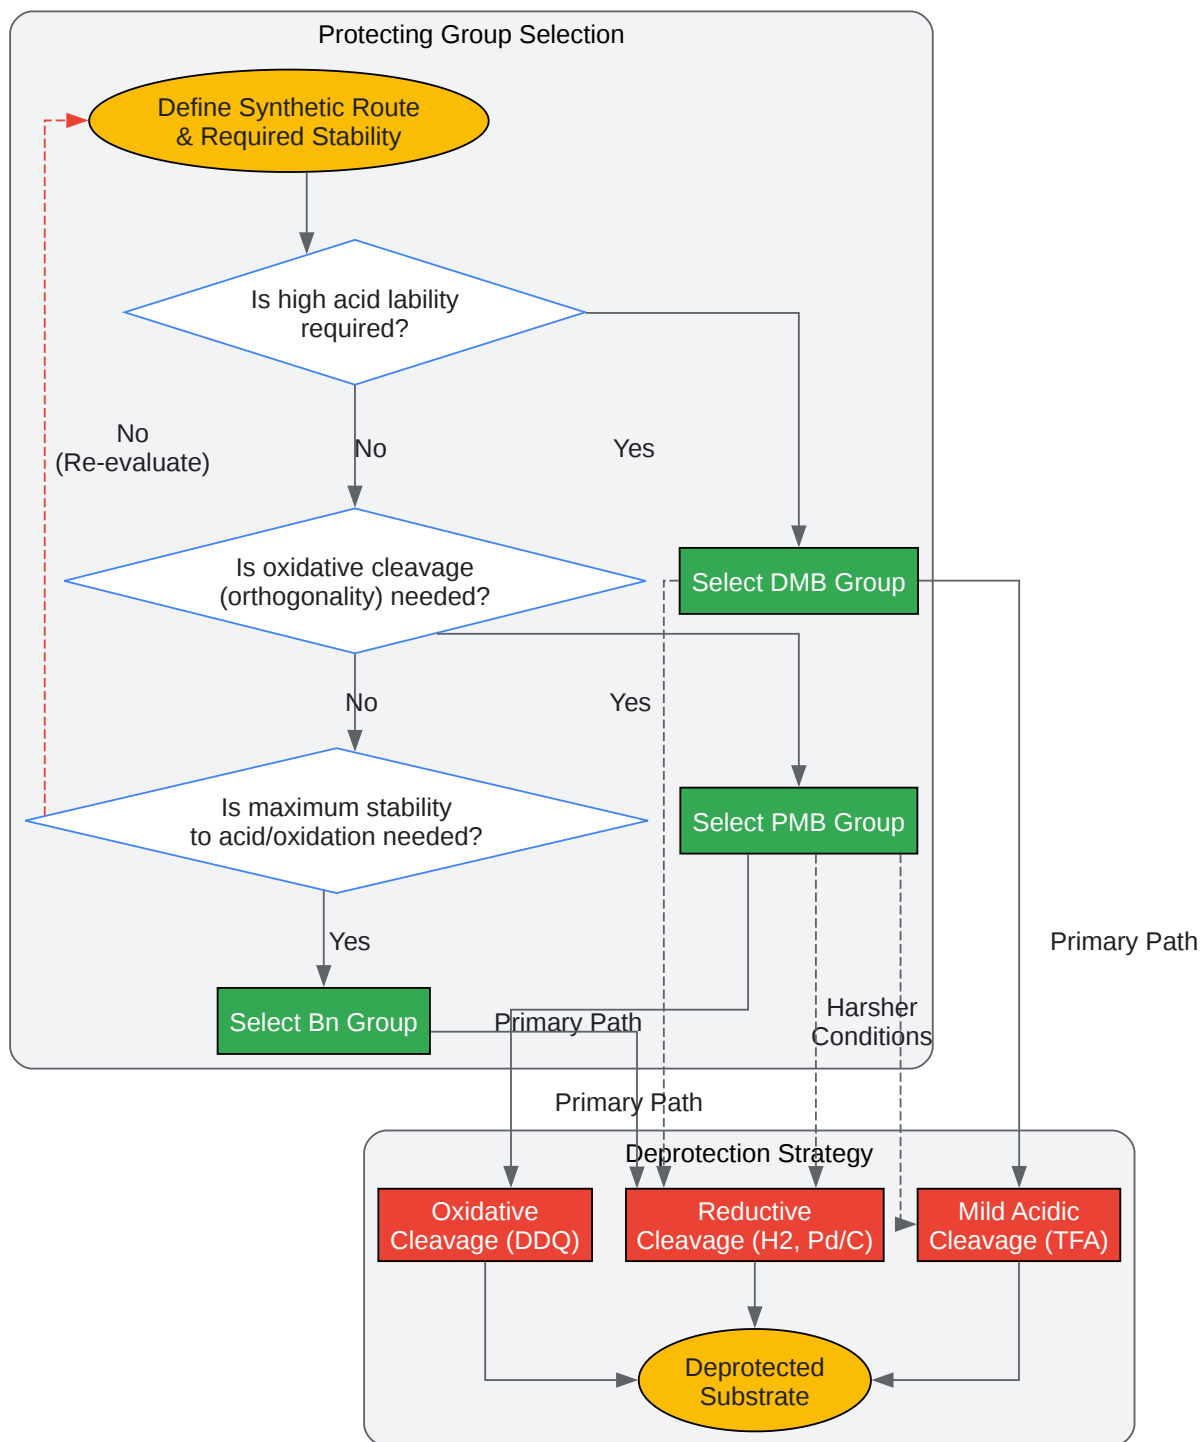 Protecting Group Selection
Define Synthetic Route
& Required Stability
Is high acid lability
required?
No
(Re-evaluate)
No
Yes
Is oxidative cleavage
(orthogonality) needed?
Select DMB Group
No
Yes
Is maximum stability
to acid/oxidation needed?
Select PMB Group
Yes
Primary Path
Select Bn Group
Primary Path
Harsher
Conditions
Primary Path
Deprotection Strategy
Oxidative
Cleavage (DDQ)
Reductive
Cleavage (H2, Pd/C)
Mild Acidic
Cleavage (TFA)
Deprotected
Substrate